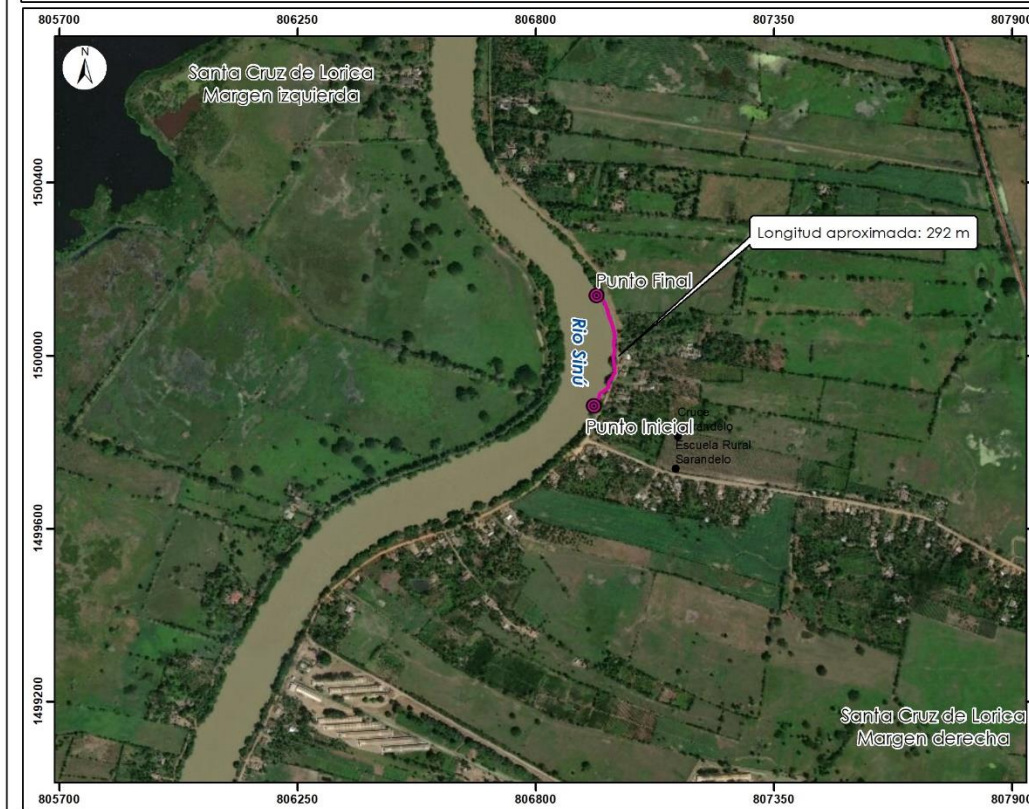 805700 806250 806800 807350 807900
N
Santa Cruz de Lorica
Margen izquierda
1500400
Longitud aproximada: 292 m
Punto Final
Río Sinú
1500000
Punto Inicial
Cruce
Escuela Rural
Sarandelo
1499600
1499200
Santa Cruz de Lorica
Margen derecha
805700 806250 806800 807350 807900